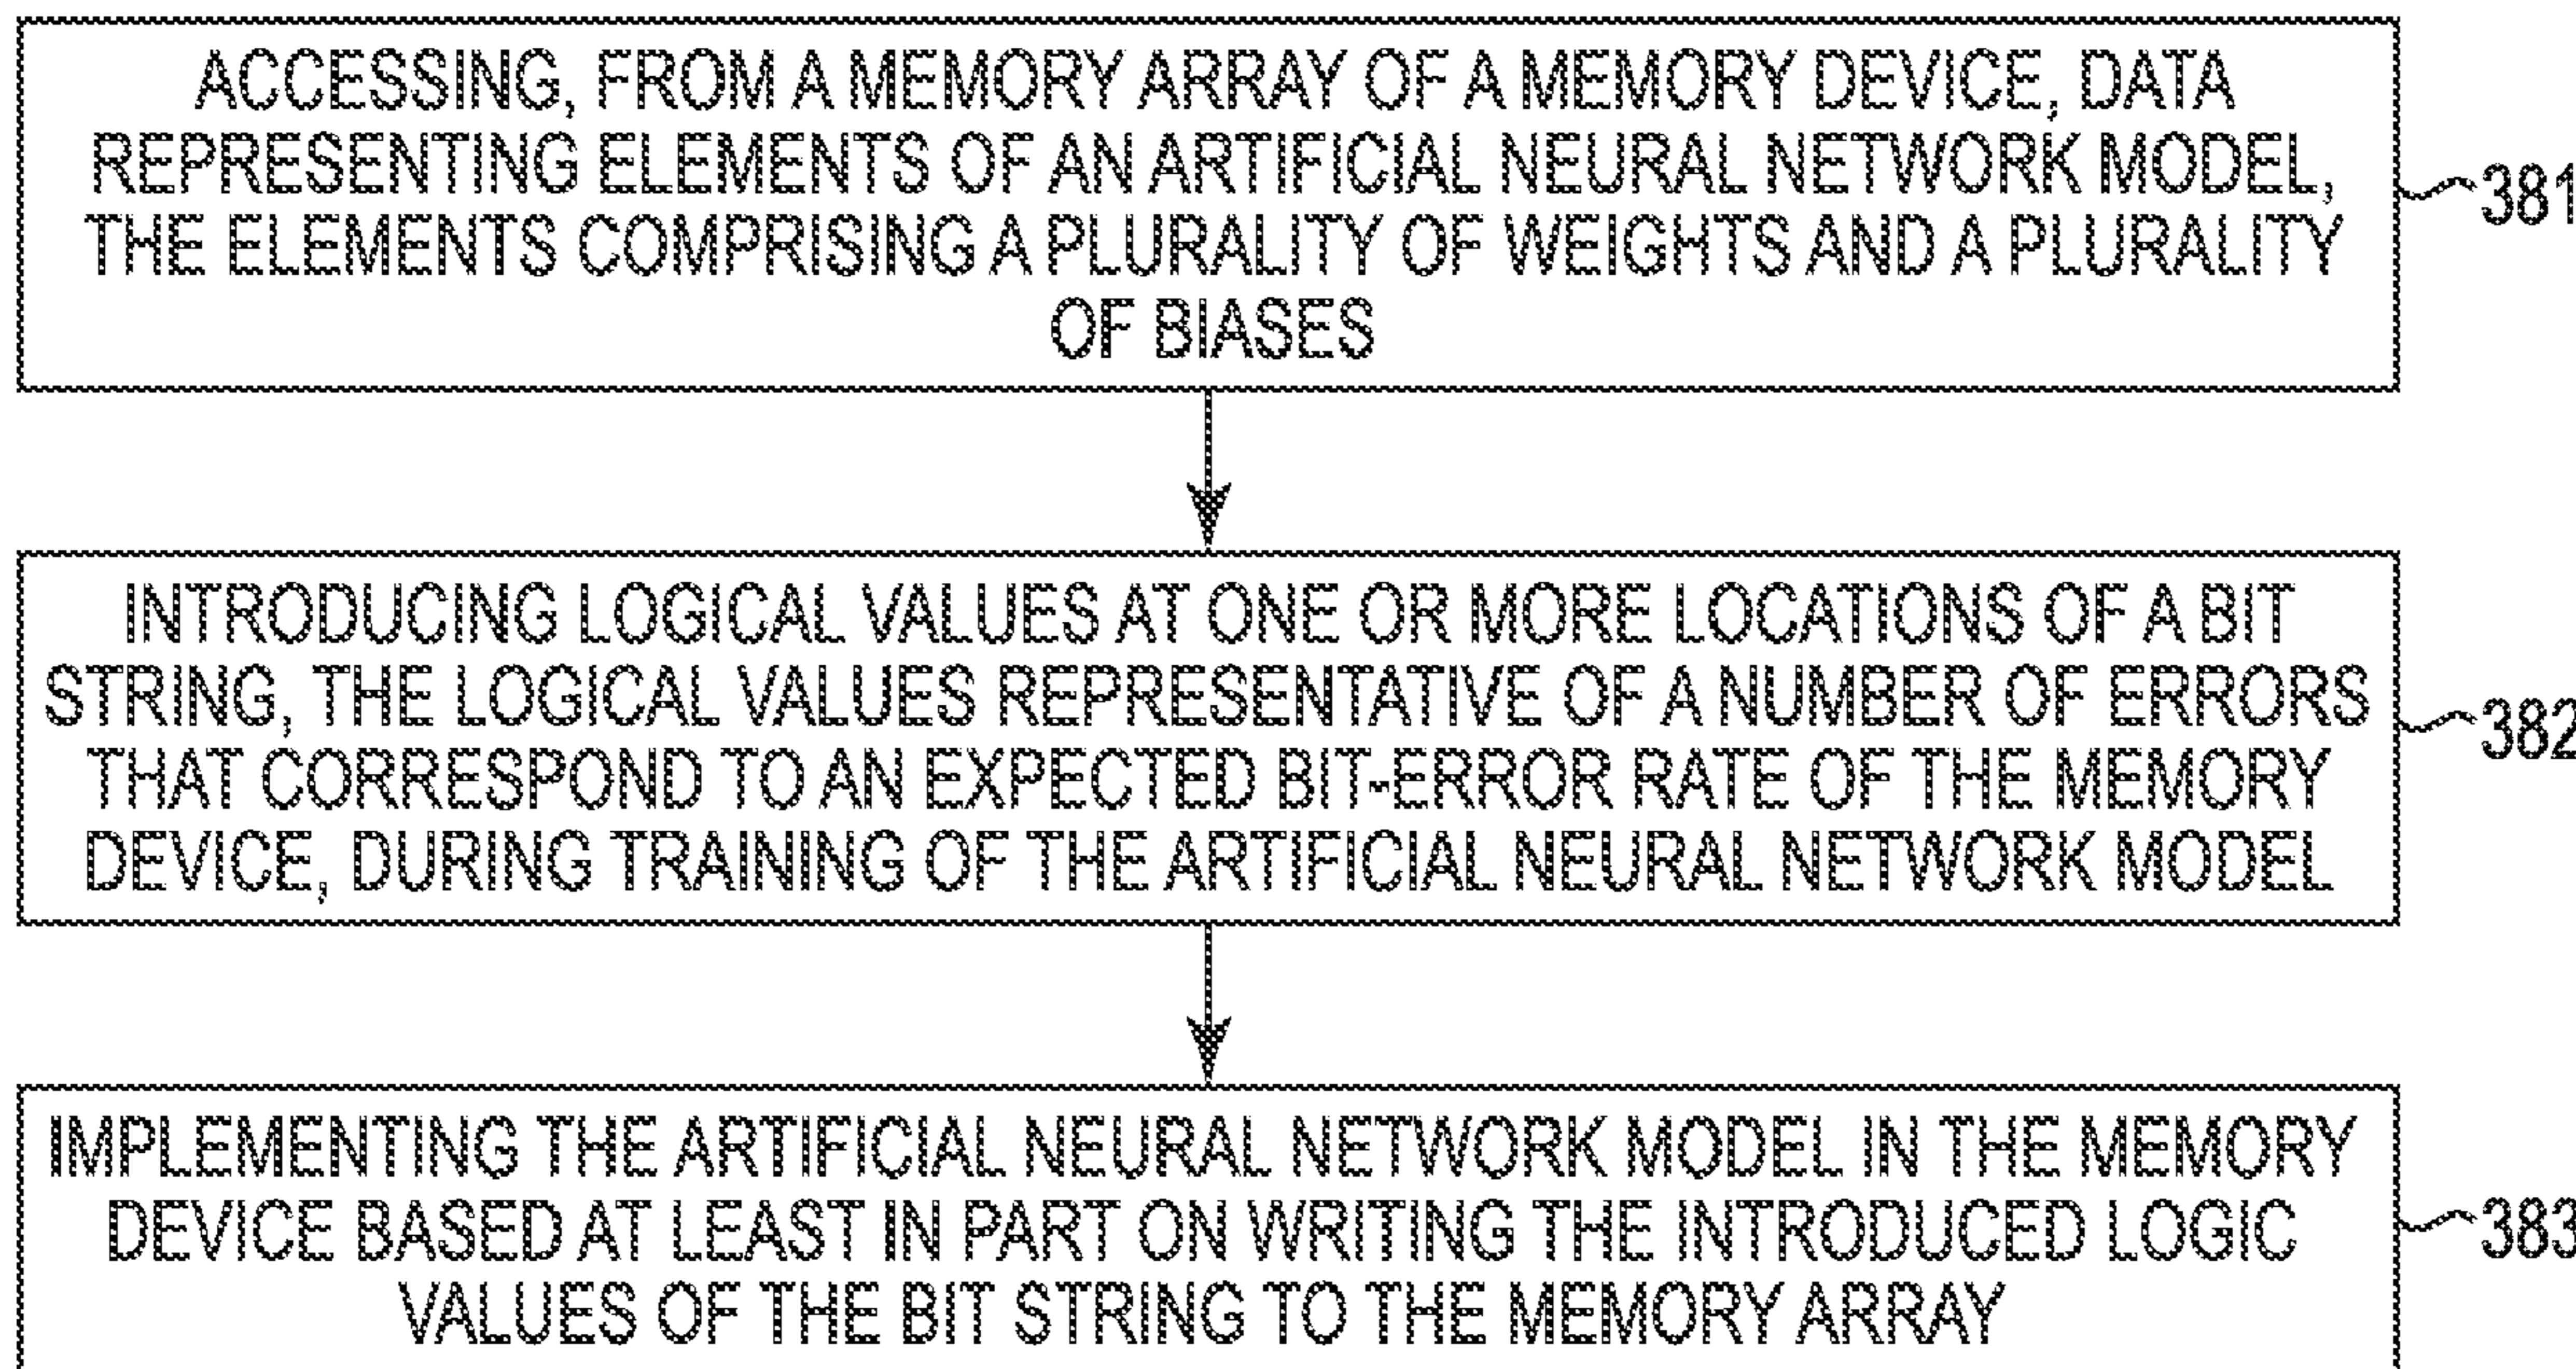 ACCESSING, FROM A MEMORY ARRAY OF A MEMORY DEVICE, DATA
REPRESENTING ELEMENTS OF AN ARTIFICIAL NEURAL NETWORK MODEL,
THE ELEMENTS COMPRISING A PLURALITY OF WEIGHTS AND A PLURALITY
OF BIASES
381
INTRODUCING LOGICAL VALUES AT ONE OR MORE LOCATIONS OF A BIT
STRING, THE LOGICAL VALUES REPRESENTATIVE OF A NUMBER OF ERRORS
THAT CORRESPOND TO AN EXPECTED BIT-ERROR RATE OF THE MEMORY
DEVICE, DURING TRAINING OF THE ARTIFICIAL NEURAL NETWORK MODEL
382
IMPLEMENTING THE ARTIFICIAL NEURAL NETWORK MODEL IN THE MEMORY
DEVICE BASED AT LEAST IN PART ON WRITING THE INTRODUCED LOGIC
VALUES OF THE BIT STRING TO THE MEMORY ARRAY
383